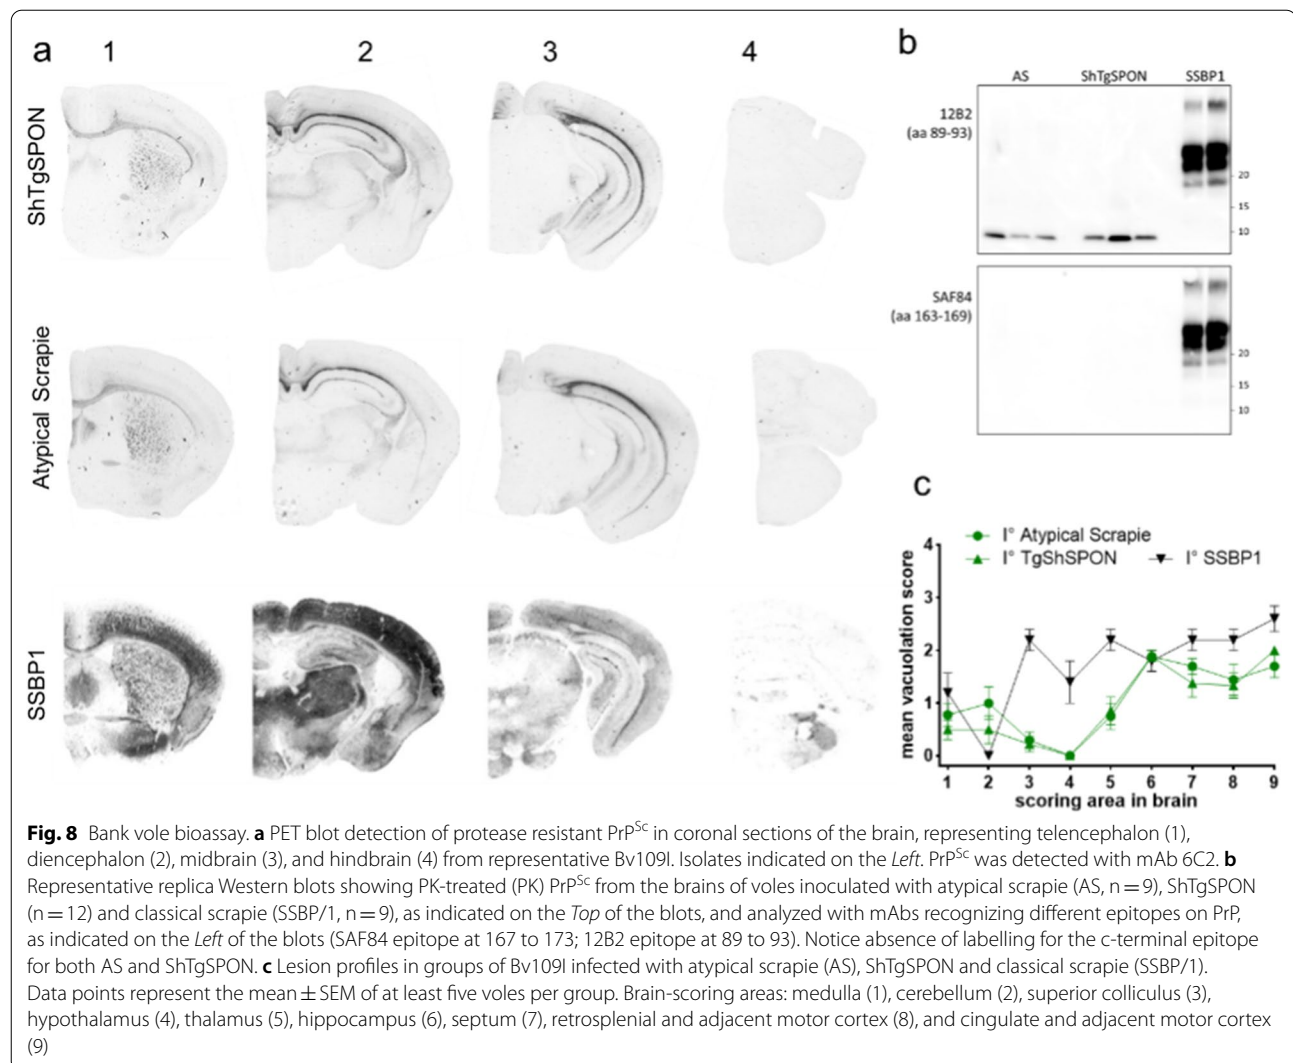 a
1
2
3
4
ShTgSPON
Atypical Scrapie
SSBP1
b
AS
ShTgSPON
SSBP1
12B2
(aa 89-93)
20
15
10
SAF84
(aa 163-169)
20
15
10
c
I° Atypical Scrapie
I° TgShSPON
I° SSBP1
mean vacuolation score
4
3
2
1
0
1 2 3 4 5 6 7 8 9
scoring area in brain
Fig. 8 Bank vole bioassay. a PET blot detection of protease resistant PrPSc in coronal sections of the brain, representing telencephalon (1),
diencephalon (2), midbrain (3), and hindbrain (4) from representative Bv109I. Isolates indicated on the Left. PrPSc was detected with mAb 6C2. b
Representative replica Western blots showing PK-treated (PK) PrPSc from the brains of voles inoculated with atypical scrapie (AS, n = 9), ShTgSPON
(n = 12) and classical scrapie (SSBP/1, n = 9), as indicated on the Top of the blots, and analyzed with mAbs recognizing different epitopes on PrP,
as indicated on the Left of the blots (SAF84 epitope at 167 to 173; 12B2 epitope at 89 to 93). Notice absence of labelling for the c-terminal epitope
for both AS and ShTgSPON. c Lesion profiles in groups of Bv109I infected with atypical scrapie (AS), ShTgSPON and classical scrapie (SSBP/1).
Data points represent the mean ± SEM of at least five voles per group. Brain-scoring areas: medulla (1), cerebellum (2), superior colliculus (3),
hypothalamus (4), thalamus (5), hippocampus (6), septum (7), retrosplenial and adjacent motor cortex (8), and cingulate and adjacent motor cortex
(9)